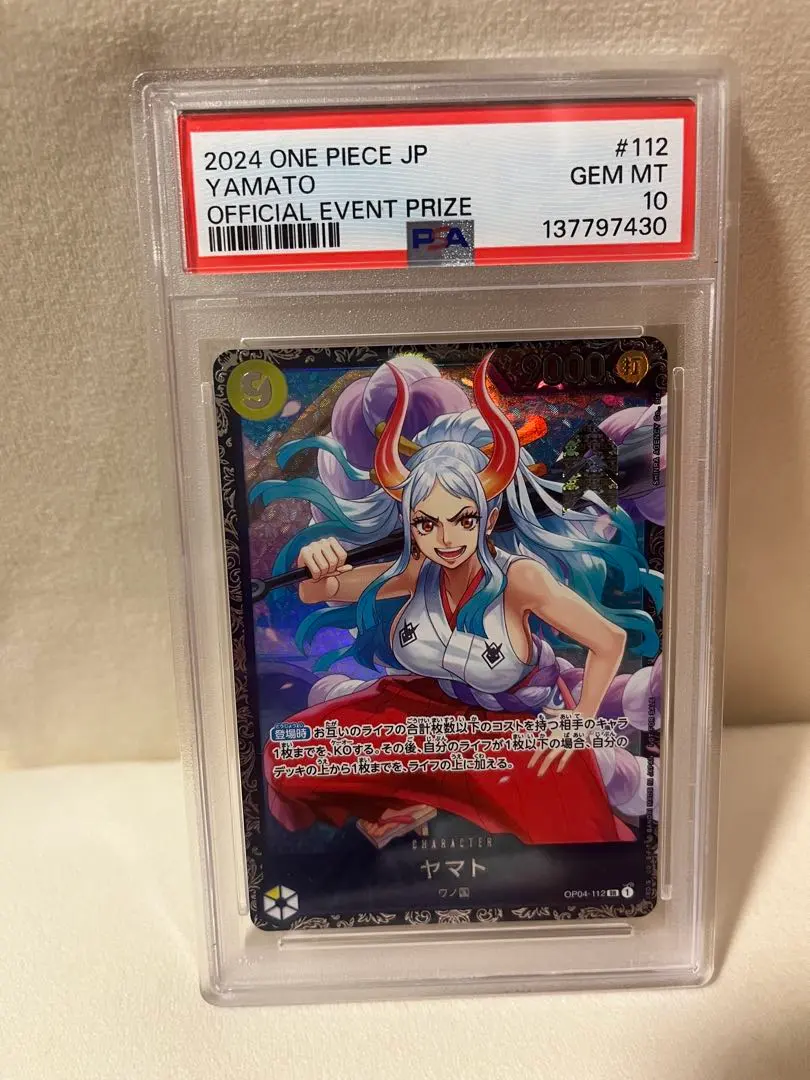 2024 ONE PIECE JP #112
YAMATO GEM MT
OFFICIAL EVENT PRIZE 10
PSA 137797430
9 9000 打
登場時 お互いのライフの合計枚数以下のコストを持つ相手のキャラ
1枚までを、KOする。その後、自分のライフが1枚以下の場合、自分の
デッキの上から1枚までを、ライフの上に加える。
CHARACTER
ヤマト
ワノ国
OP04-112 SR 1